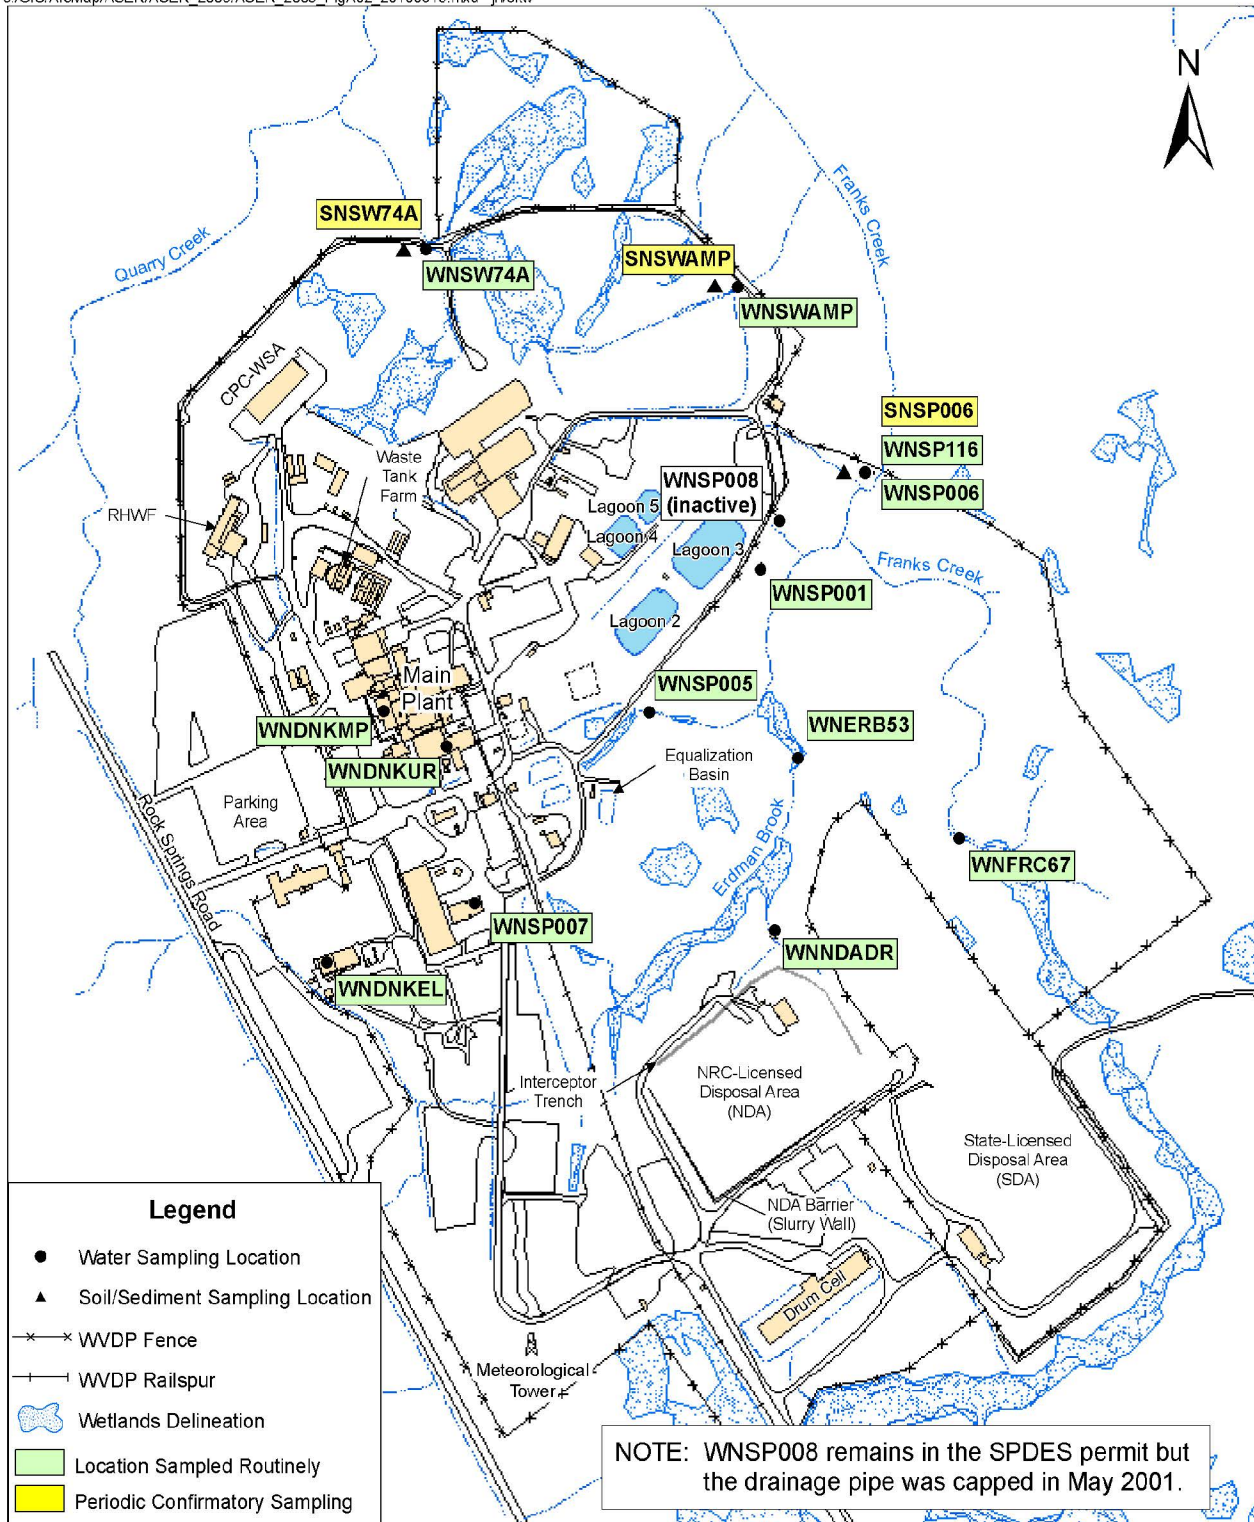 N
Franks Creek
Quarry Creek
SNSW74A
WNSW74A
SNSWAMP
WNSWAMP
CPC-WSA
SNSP006
WNSP116
WNSP006
Waste
Tank
Farm
WNSP008
(inactive)
RHWF
Lagoon 5
Lagoon 4
Lagoon 3
Franks Creek
WNSP001
Lagoon 2
Main
Plant
WNSP005
WNDNKMP
WNERB53
WNDNKUR
Equalization
Basin
Parking
Area
Rock Springs Road
Erdman Brook
WNFRC67
WNSP007
WNNDADR
WNDNKEL
Interceptor
Trench
NRC-Licensed
Disposal Area
(NDA)
State-Licensed
Disposal Area
(SDA)
NDA Barrier
(Slurry Wall)
Drum Cell
Meteorological
Tower
Legend
Water Sampling Location
Soil/Sediment Sampling Location
WVDP Fence
WVDP Railspur
Wetlands Delineation
Location Sampled Routinely
Periodic Confirmatory Sampling
NOTE: WNSP008 remains in the SPDES permit but
the drainage pipe was capped in May 2001.